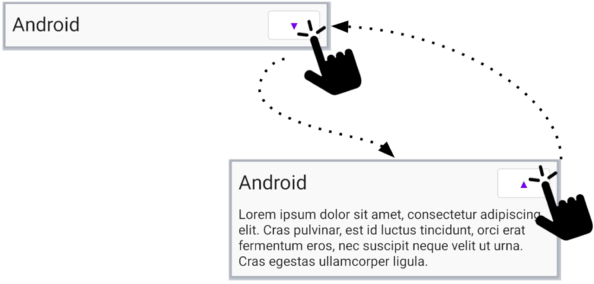 Android
Android
Lorem ipsum dolor sit amet, consectetur adipiscing
elit. Cras pulvinar, est id luctus tincidunt, orci erat
fermentum eros, nec suscipit neque velit ut urna.
Cras egestas ullamcorper ligula.